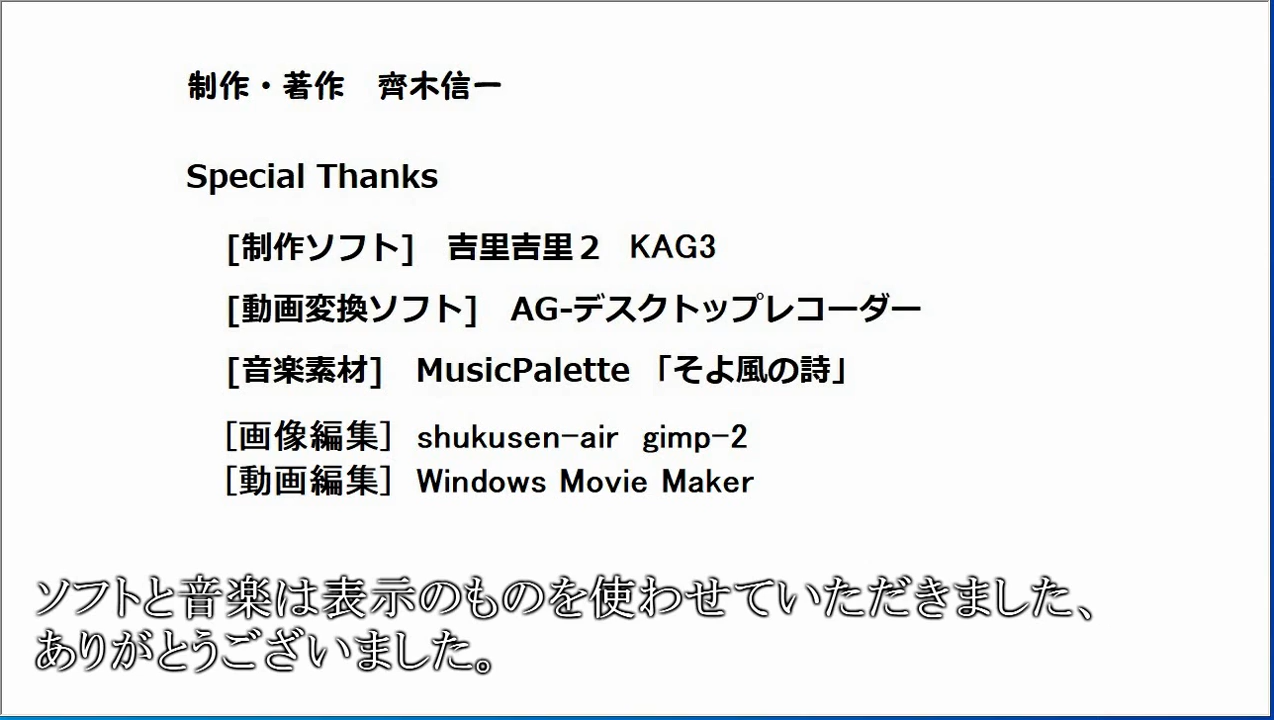 制作・著作　齊木信一
Special Thanks
[制作ソフト]　吉里吉里２　KAG3
[動画変換ソフト]　AG-デスクトップレコーダー
[音楽素材]　MusicPalette 「そよ風の詩」
[画像編集]　shukusen-air　gimp-2
[動画編集]　Windows Movie Maker
ソフトと音楽は表示のものを使わせていただきました、
ありがとうございました。